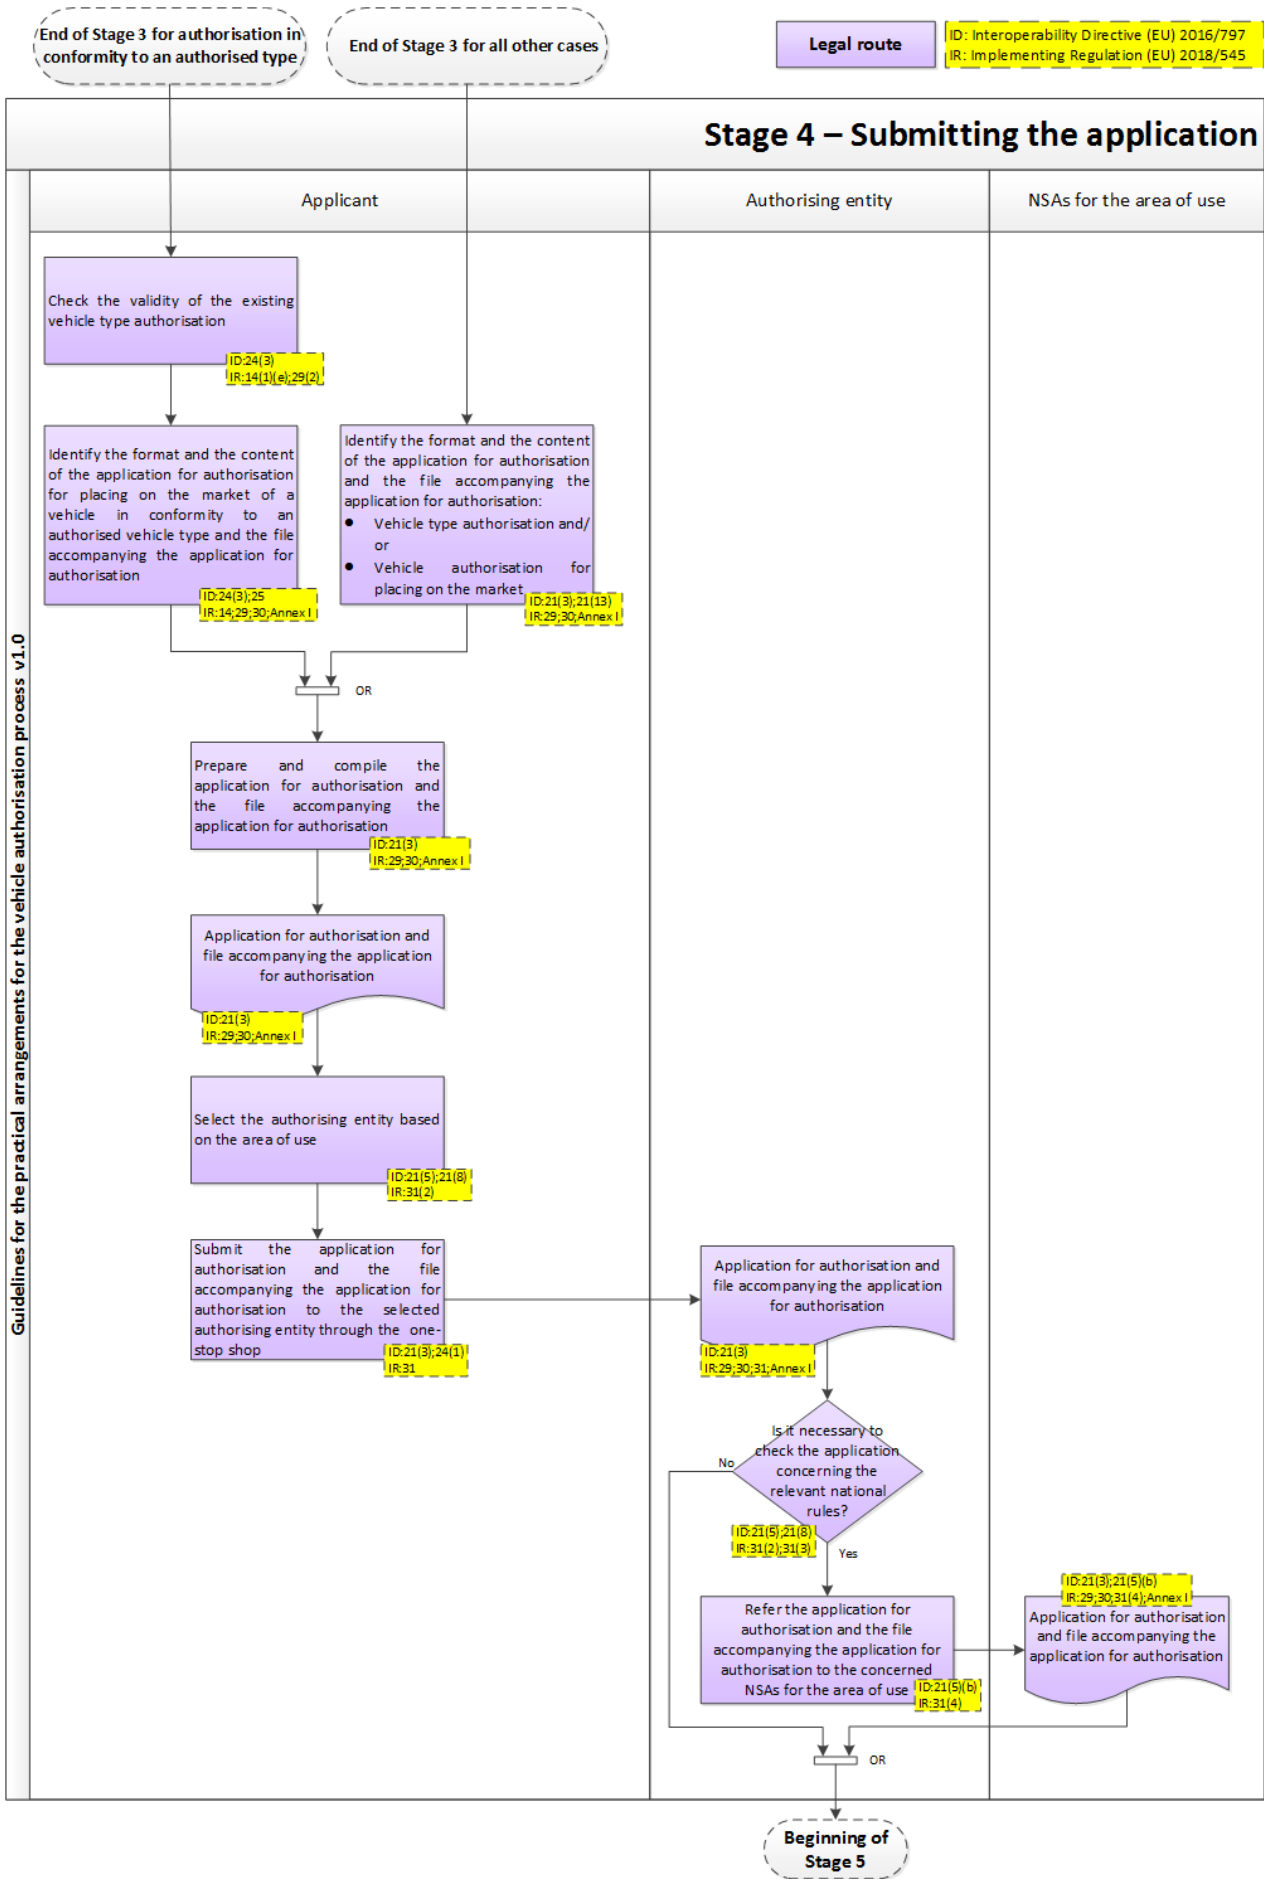 End of Stage 3 for authorisation in
conformity to an authorised type
End of Stage 3 for all other cases
Legal route
ID: Interoperability Directive (EU) 2016/797
IR: Implementing Regulation (EU) 2018/545
Stage 4 – Submitting the application
Guidelines for the practical arrangements for the vehicle authorisation process v1.0
Applicant
Authorising entity
NSAs for the area of use
Check the validity of the existing
vehicle type authorisation
ID:24(3)
IR:14(1)(e);29(2)
Identify the format and the content
of the application for authorisation
for placing on the market of a
vehicle in conformity to an
authorised vehicle type and the file
accompanying the application for
authorisation
ID:24(3);25
IR:14;29;30;Annex I
Identify the format and the content
of the application for authorisation
and the file accompanying the
application for authorisation:
● Vehicle type authorisation and/
or
● Vehicle authorisation for
placing on the market
ID:21(3);21(13)
IR:29;30;Annex I
OR
Prepare and compile the
application for authorisation and
the file accompanying the
application for authorisation
ID:21(3)
IR:29;30;Annex I
Application for authorisation and
file accompanying the application
for authorisation
ID:21(3)
IR:29;30;Annex I
Select the authorising entity based
on the area of use
ID:21(5);21(8)
IR:31(2)
Submit the application for
authorisation and the file
accompanying the application for
authorisation to the selected
authorising entity through the one-
stop shop
ID:21(3);24(1)
IR:31
Application for authorisation and
file accompanying the application
for authorisation
ID:21(3)
IR:29;30;31;Annex I
Is it necessary to
check the application
concerning the
relevant national
rules?
No
ID:21(5);21(8)
IR:31(2);31(3)
Yes
Refer the application for
authorisation and the file
accompanying the application for
authorisation to the concerned
NSAs for the area of use
ID:21(5)(b)
IR:31(4)
ID:21(3);21(5)(b)
IR:29;30;31(4);Annex I
Application for authorisation
and file accompanying the
application for authorisation
OR
Beginning of
Stage 5